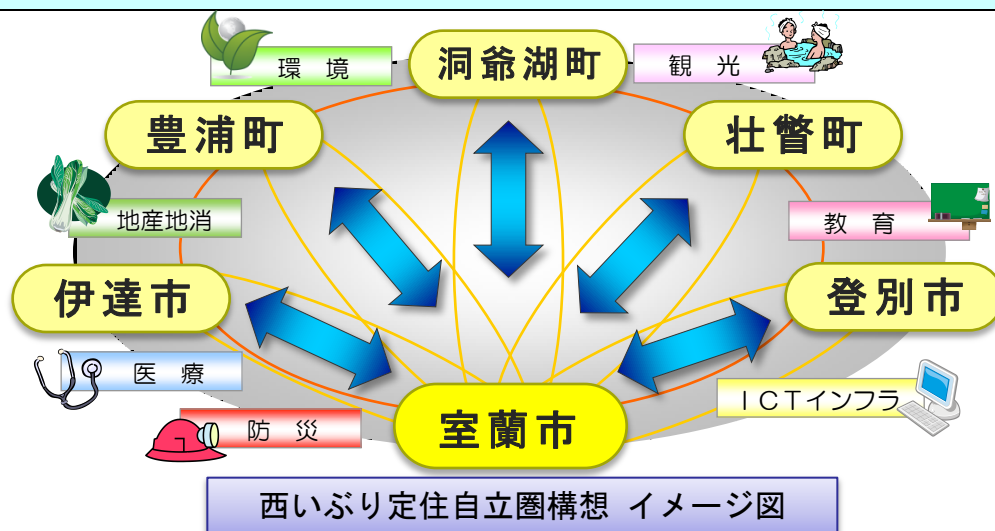 環 境
洞爺湖町
観 光
豊浦町
壮瞥町
地産地消
教 育
伊達市
登別市
医 療
ICTインフラ
防 災
室蘭市
西いぶり定住自立圏構想 イメージ図